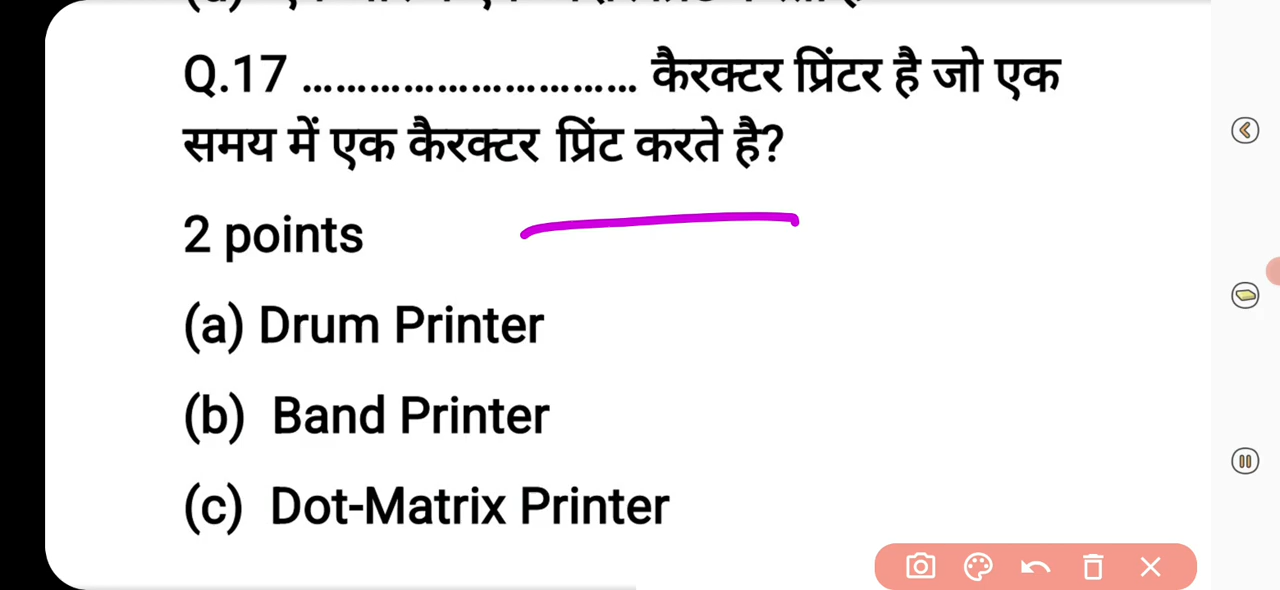 Q.17 .............................. कैरक्टर प्रिंटर है जो एक
समय में एक कैरक्टर प्रिंट करते है?
2 points
(a) Drum Printer
(b) Band Printer
(c) Dot-Matrix Printer